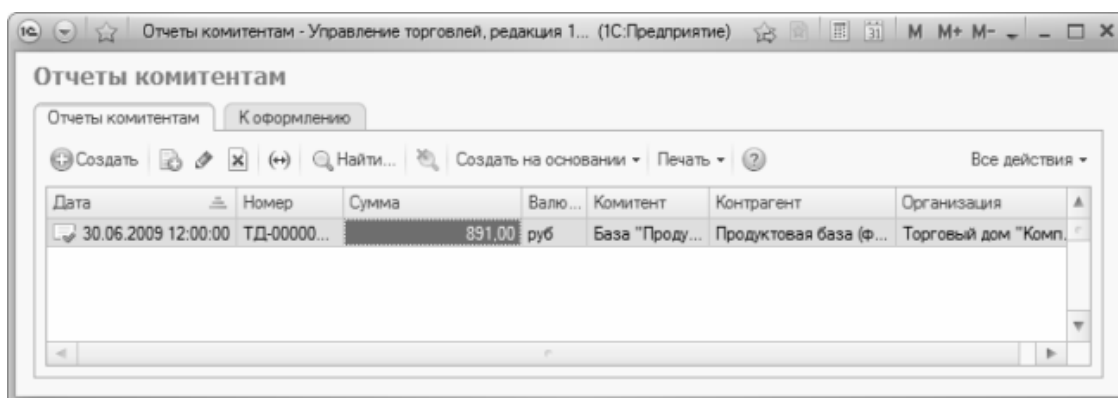 Отчеты комитентам - Управление торговлей, редакция 1... (1С:Предприятие) 31 M M+ M-
Отчеты комитентам
Отчеты комитентам К оформлению
Создать Найти... Создать на основании Печать ? Все действия
Дата Номер Сумма Валю... Комитент Контрагент Организация
30.06.2009 12:00:00 ТД-00000... 891,00 руб База "Проду... Продуктовая база (ф... Торговый дом "Комп.